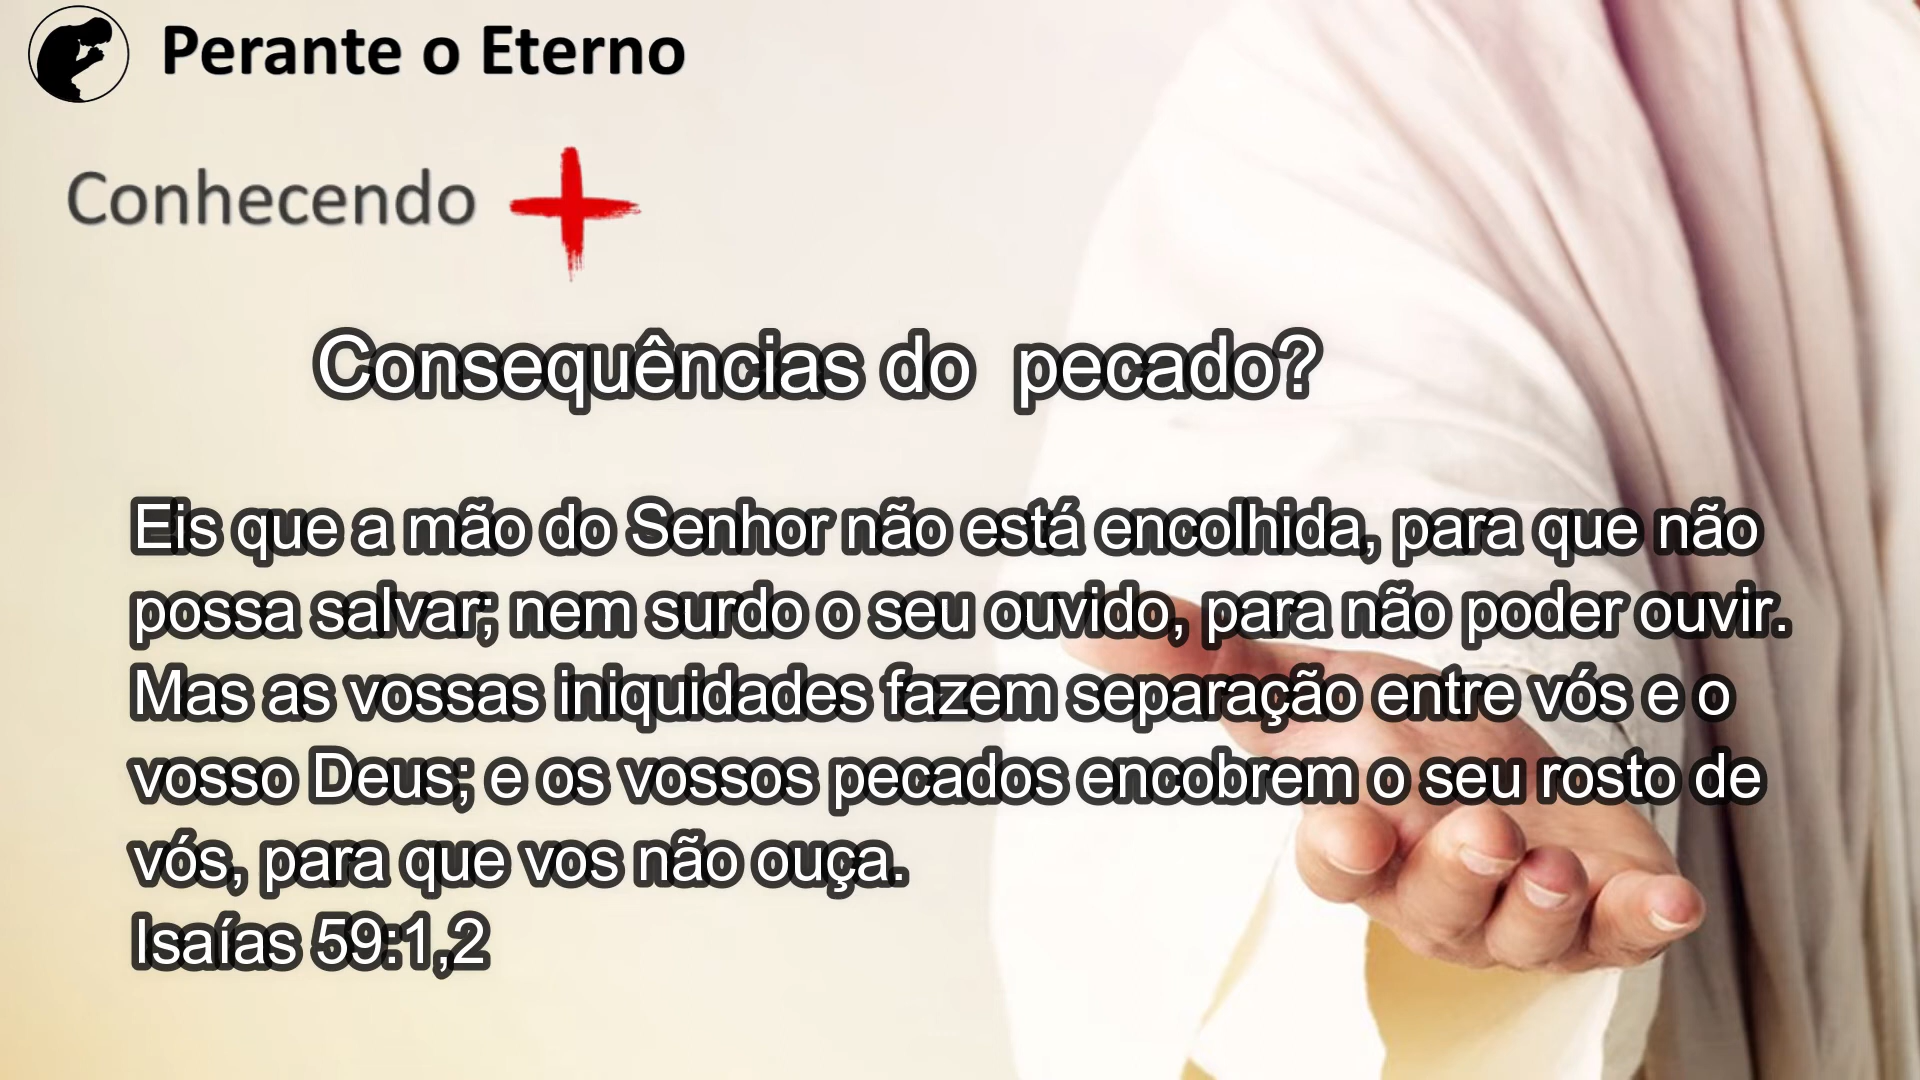 Perante o Eterno
Conhecendo
Consequências do  pecado?
Eis que a mão do Senhor não está encolhida, para que não
possa salvar; nem surdo o seu ouvido, para não poder ouvir.
Mas as vossas iniquidades fazem separação entre vós e o
vosso Deus; e os vossos pecados encobrem o seu rosto de
vós, para que vos não ouça.
Isaías 59:1,2